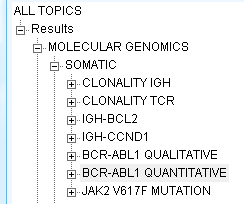 ALL TOPICS
Results
MOLECULAR GENOMICS
SOMATIC
CLONALITY IGH
CLONALITY TCR
IGH-BCL2
IGH-CCND1
BCR-ABL1 QUALITATIVE
BCR-ABL1 QUANTITATIVE
JAK2 V617F MUTATION